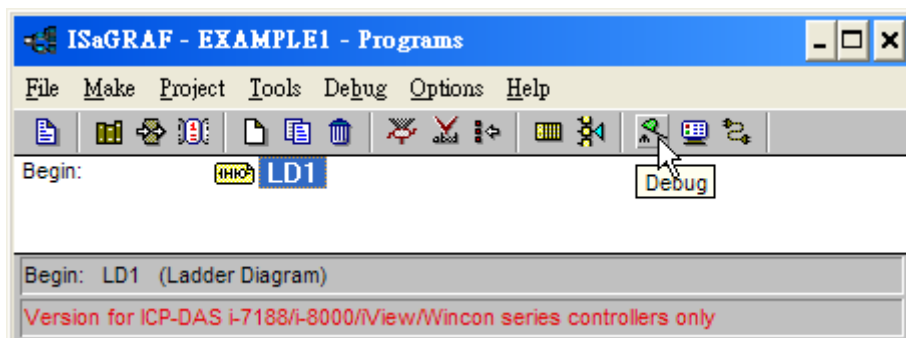 ISaGRAF - EXAMPLE1 - Programs
File Make Project Tools Debug Options Help
Begin: LD1
Debug
Begin: LD1 (Ladder Diagram)
Version for ICP-DAS i-7188/i-8000/iView/Wincon series controllers only